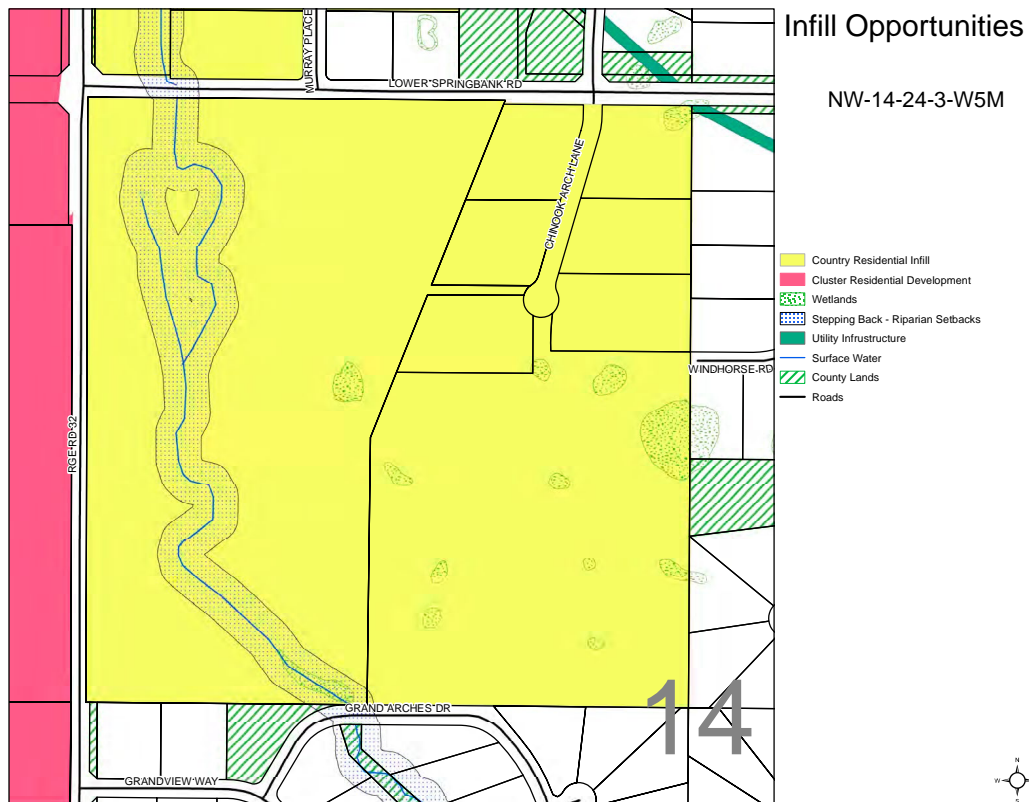 Infill Opportunities
NW-14-24-3-W5M
MURRAY PLACE
LOWER SPRINGBANK RD
CHINOOK ARCH LANE
Country Residential Infill
Cluster Residential Development
Wetlands
Stepping Back - Riparian Setbacks
Utility Infrustructure
Surface Water
County Lands
Roads
WINDHORSE RD
RGE RD 32
14
GRAND ARCHES DR
GRANDVIEW WAY
N
W
E
S